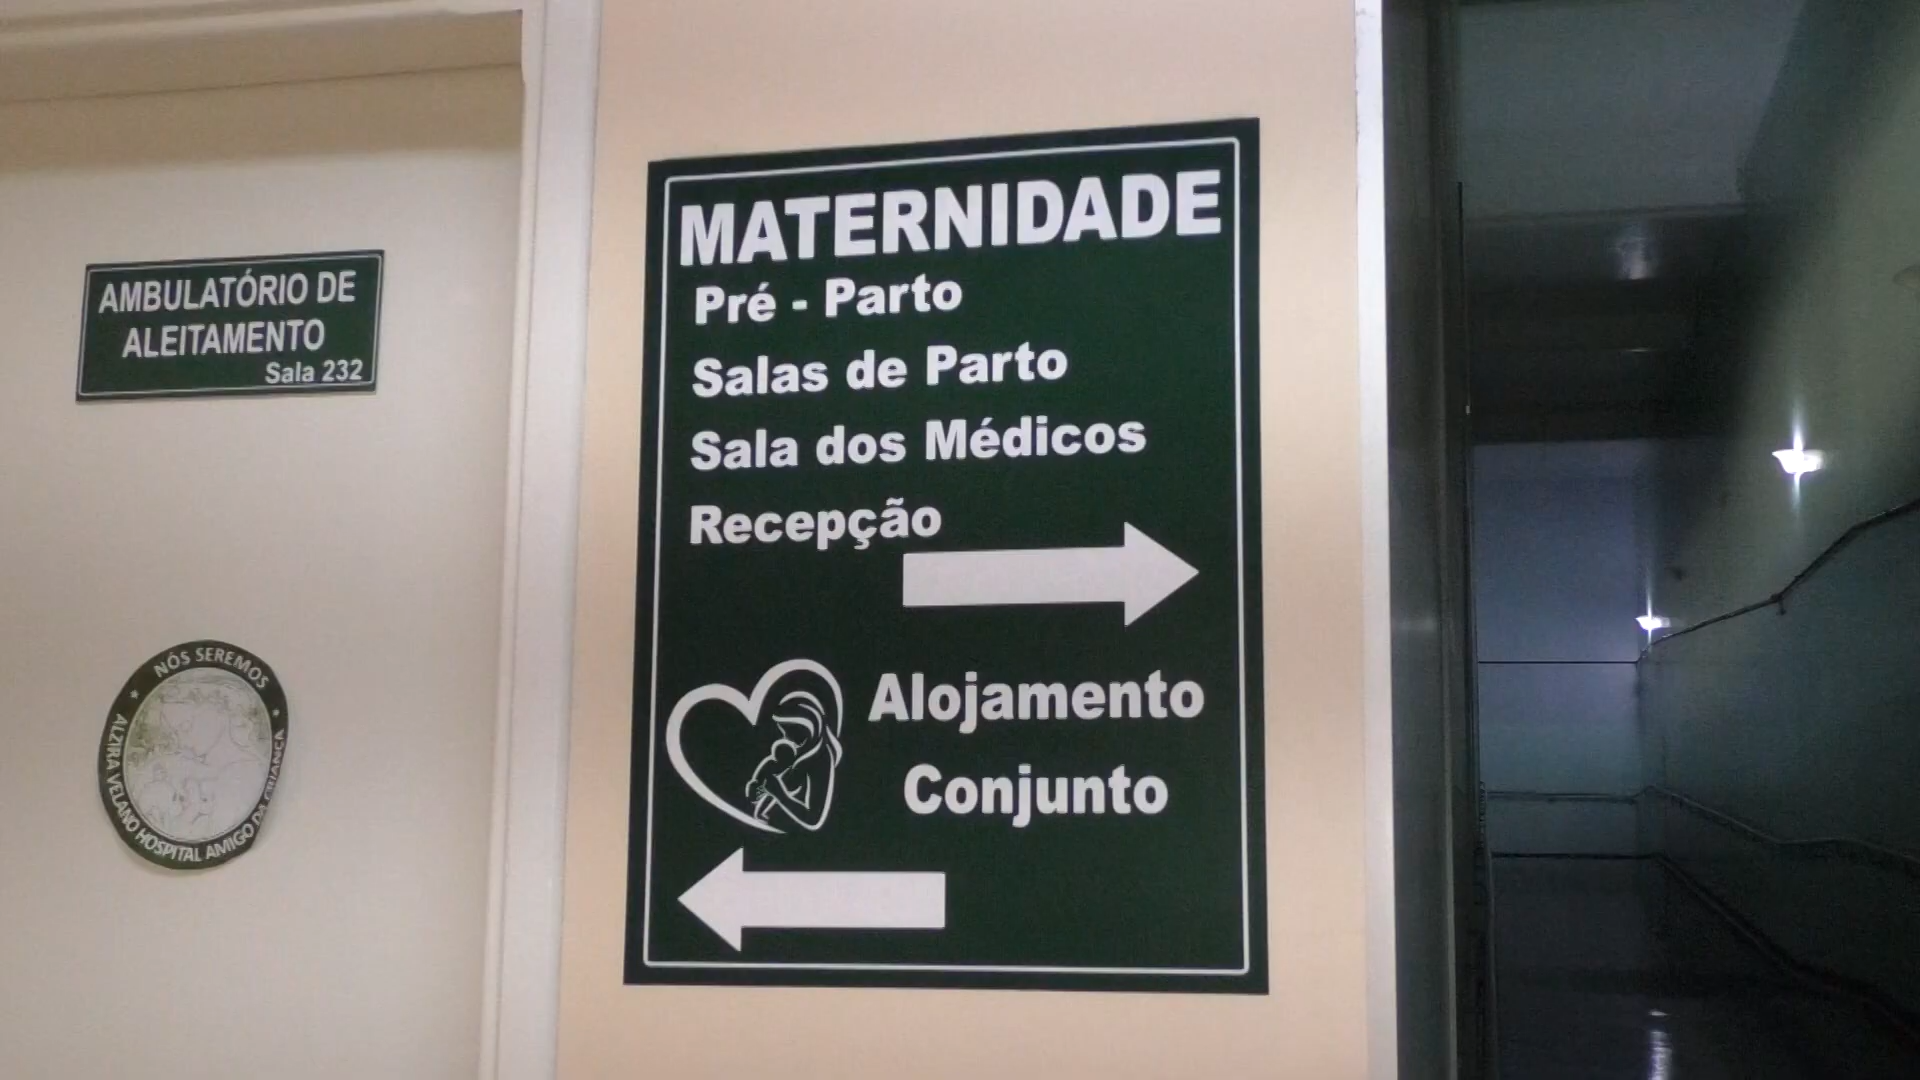 AMBULATÓRIO DE
ALEITAMENTO
Sala 232
NÓS SEREMOS
ALZIRA VELANO HOSPITAL AMIGO DA CRIANÇA
MATERNIDADE
Pré - Parto
Salas de Parto
Sala dos Médicos
Recepção
Alojamento
Conjunto